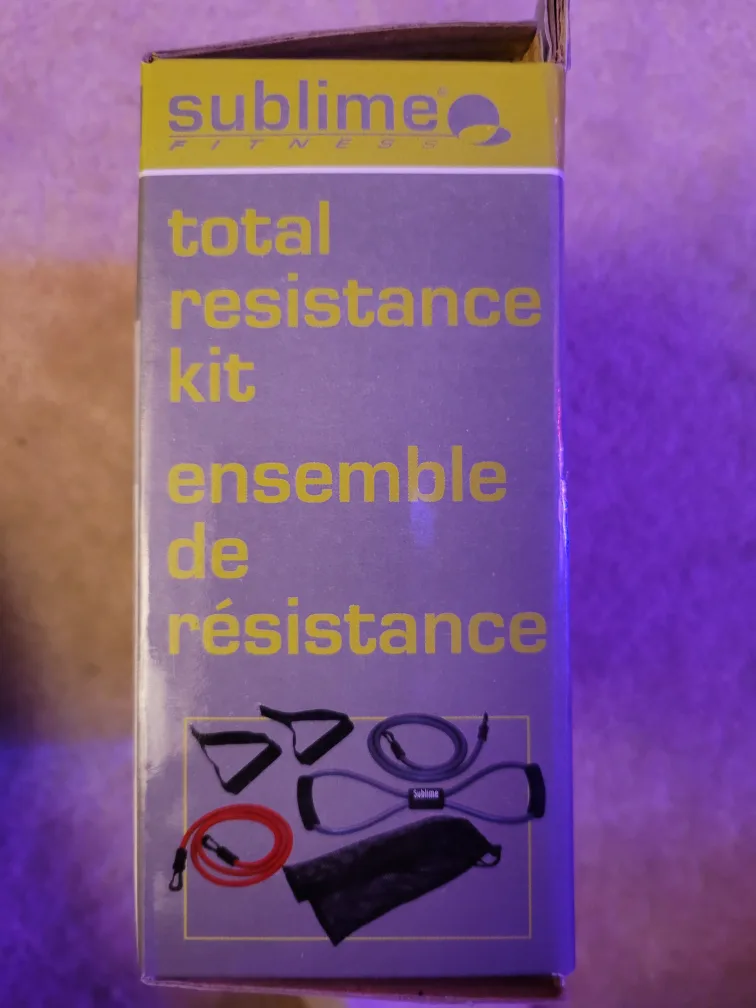 sublime®
FITNESS
total
resistance
kit
ensemble
de
résistance
Sublime